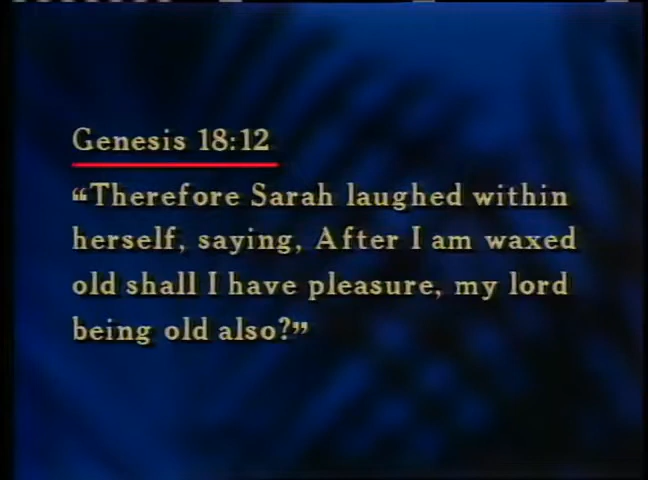 Genesis 18:12
“Therefore Sarah laughed within
herself, saying, After I am waxed
old shall I have pleasure, my lord
being old also?”